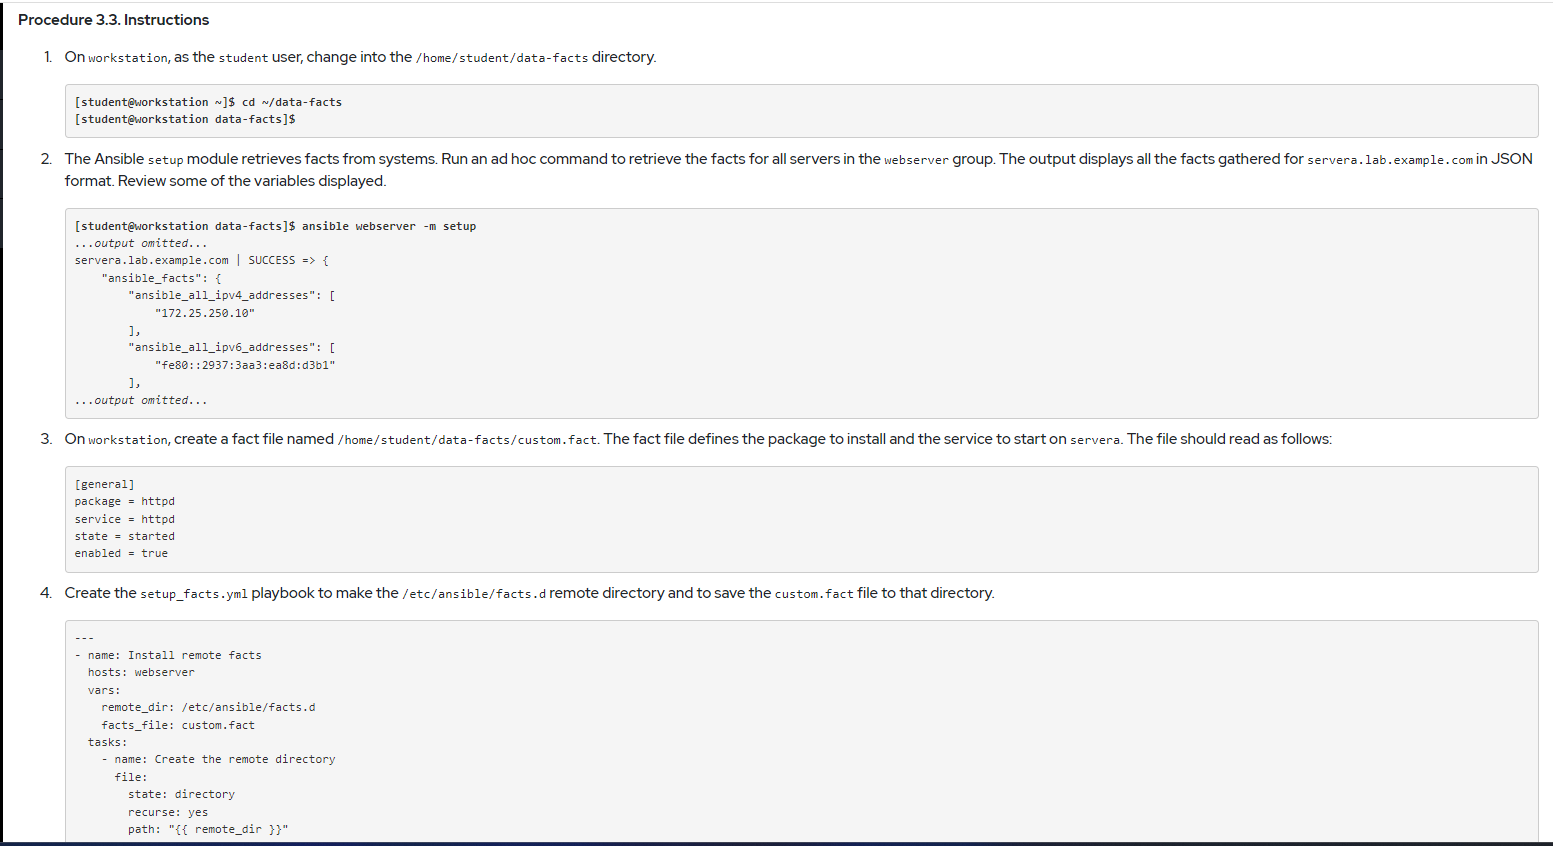 Procedure 3.3. Instructions
1. On workstation, as the student user, change into the /home/student/data-facts directory.
[student@workstation ~]$ cd ~/data-facts
[student@workstation data-facts]$
2. The Ansible setup module retrieves facts from systems. Run an ad hoc command to retrieve the facts for all servers in the webserver group. The output displays all the facts gathered for servera.lab.example.com in JSON
format. Review some of the variables displayed.
[student@workstation data-facts]$ ansible webserver -m setup
...output omitted...
servera.lab.example.com | SUCCESS => {
    "ansible_facts": {
        "ansible_all_ipv4_addresses": [
            "172.25.250.10"
        ],
        "ansible_all_ipv6_addresses": [
            "fe80::2937:3aa3:ea8d:d3b1"
        ],
...output omitted...
3. On workstation, create a fact file named /home/student/data-facts/custom.fact. The fact file defines the package to install and the service to start on servera. The file should read as follows:
[general]
package = httpd
service = httpd
state = started
enabled = true
4. Create the setup_facts.yml playbook to make the /etc/ansible/facts.d remote directory and to save the custom.fact file to that directory.
---
- name: Install remote facts
  hosts: webserver
  vars:
    remote_dir: /etc/ansible/facts.d
    facts_file: custom.fact
  tasks:
    - name: Create the remote directory
      file:
        state: directory
        recurse: yes
        path: "{{ remote_dir }}"